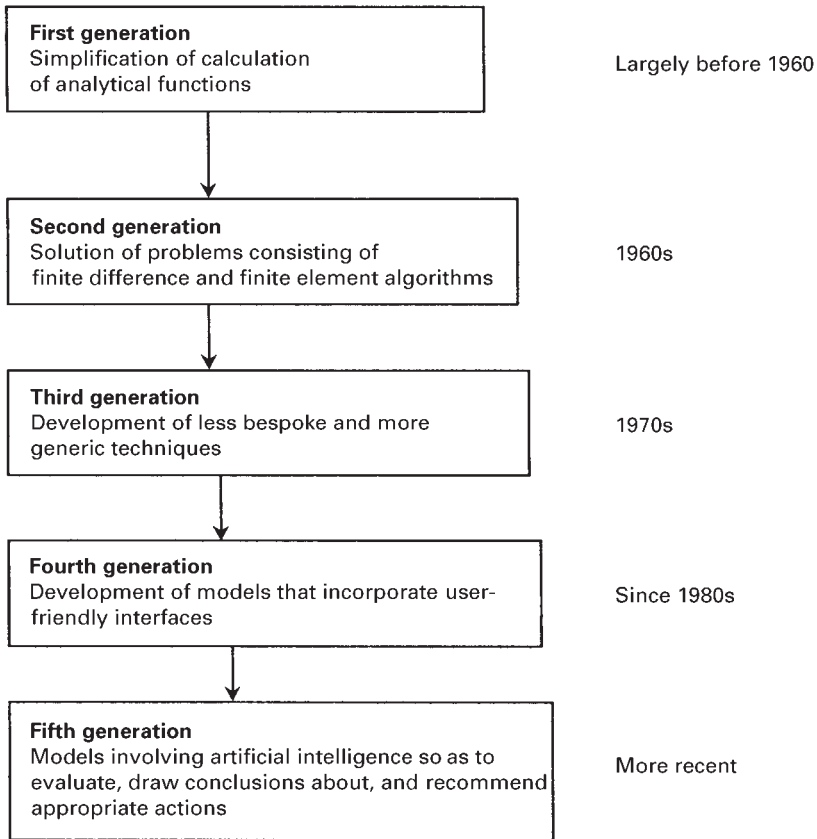 First generation
Simplification of calculation
of analytical functions
Largely before 1960
Second generation
Solution of problems consisting of
finite difference and finite element algorithms
1960s
Third generation
Development of less bespoke and more
generic techniques
1970s
Fourth generation
Development of models that incorporate user-
friendly interfaces
Since 1980s
Fifth generation
Models involving artificial intelligence so as to
evaluate, draw conclusions about, and recommend
appropriate actions
More recent